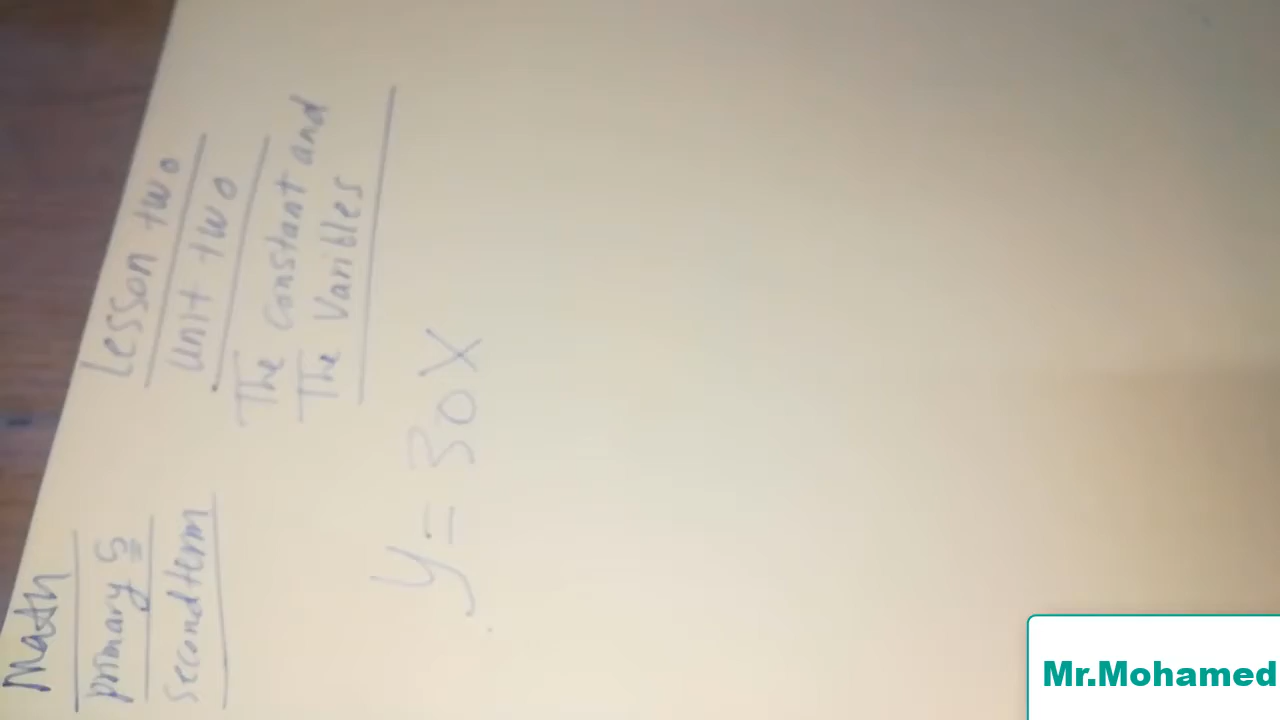 Math
primary 5
second term
Lesson two
unit two
The constant and
The Varibles
y = 30X
Mr.Mohamed